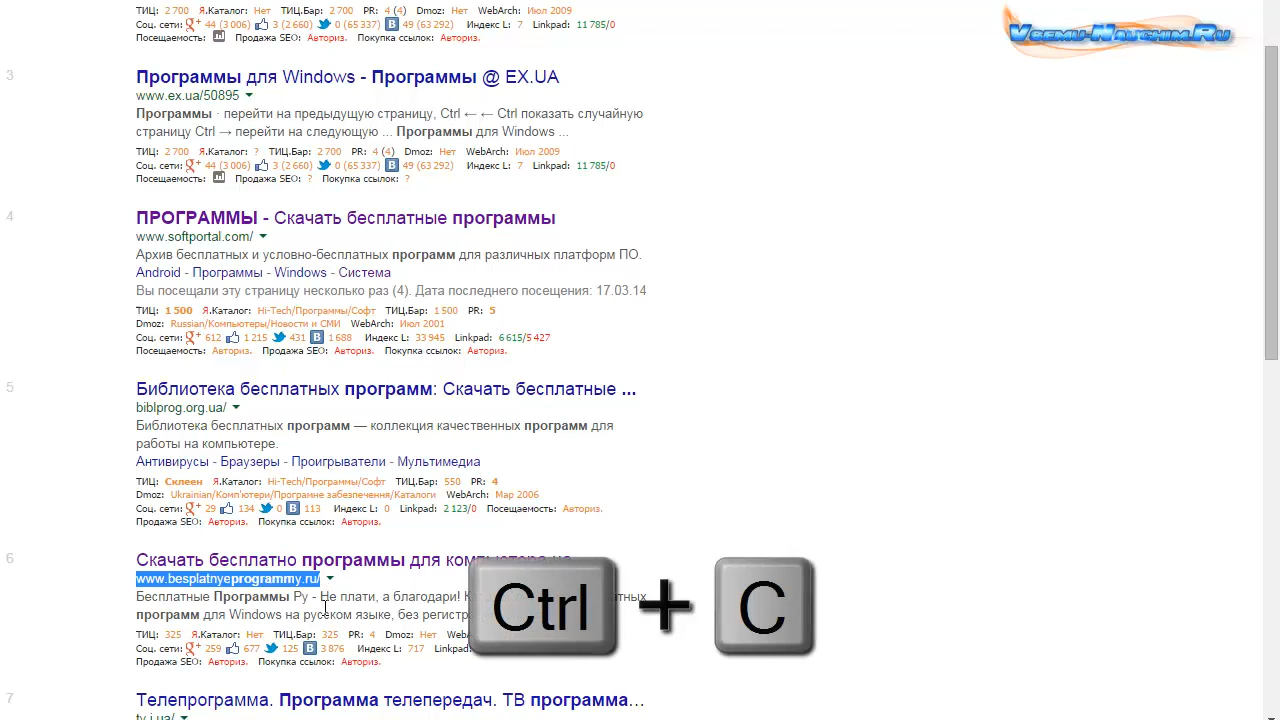 ТИЦ: 2 700 Я.Каталог: Нет ТИЦ.Бар: 2 700 PR: 4 (4) Dmoz: Нет WebArch: Июл 2009
Соц. сети: 44 (3 006) 3 (2 660) 0 (65 337) 49 (63 292) Индекс L: 7 Linkpad: 11 785/0
Посещаемость: Продажа SEO: Авториз. Покупка ссылок: Авториз.
Vsemu-Nauchim.Ru
3
Программы для Windows - Программы @ EX.UA
www.ex.ua/50895
Программы · перейти на предыдущую страницу, Ctrl ← ← Ctrl показать случайную
страницу Ctrl → перейти на следующую ... Программы для Windows ...
ТИЦ: 2 700 Я.Каталог: ? ТИЦ.Бар: 2 700 PR: 4 (4) Dmoz: Нет WebArch: Июл 2009
Соц. сети: 44 (3 006) 3 (2 660) 0 (65 337) 49 (63 292) Индекс L: 7 Linkpad: 11 785/0
Посещаемость: Продажа SEO: ? Покупка ссылок: ?
4
ПРОГРАММЫ - Скачать бесплатные программы
www.softportal.com/
Архив бесплатных и условно-бесплатных программ для различных платформ ПО.
Android - Программы - Windows - Система
Вы посещали эту страницу несколько раз (4). Дата последнего посещения: 17.03.14
ТИЦ: 1 500 Я.Каталог: Hi-Tech/Программы/Софт ТИЦ.Бар: 1 500 PR: 5
Dmoz: Russian/Компьютеры/Новости и СМИ WebArch: Июл 2001
Соц. сети: 612 1 215 431 1 688 Индекс L: 33 945 Linkpad: 6 615/5 427
Посещаемость: Авториз. Продажа SEO: Авториз. Покупка ссылок: Авториз.
5
Библиотека бесплатных программ: Скачать бесплатные ...
biblprog.org.ua/
Библиотека бесплатных программ — коллекция качественных программ для
работы на компьютере.
Антивирусы - Браузеры - Проигрыватели - Мультимедиа
ТИЦ: Склеен Я.Каталог: Hi-Tech/Программы/Софт ТИЦ.Бар: 550 PR: 4
Dmoz: Ukrainian/Комп'ютери/Програмне забезпечення/Каталоги WebArch: Мар 2006
Соц. сети: 29 134 0 113 Индекс L: 0 Linkpad: 2 123/0 Посещаемость: Авториз.
Продажа SEO: Авториз. Покупка ссылок: Авториз.
6
Скачать бесплатно программы для компьютера на
www.besplatnyeprogrammy.ru/
Бесплатные Программы Ру - Не плати, а благодари!
программ для Windows на русском языке, без регистр
ТИЦ: 325 Я.Каталог: Нет ТИЦ.Бар: 325 PR: 4 Dmoz: Нет
Соц. сети: 259 677 125 3 876 Индекс L: 717 Linkpad:
Продажа SEO: Авториз. Покупка ссылок: Авториз.
Ctrl + C
7
Телепрограмма. Программа телепередач. ТВ программа...
tv.i.ua/